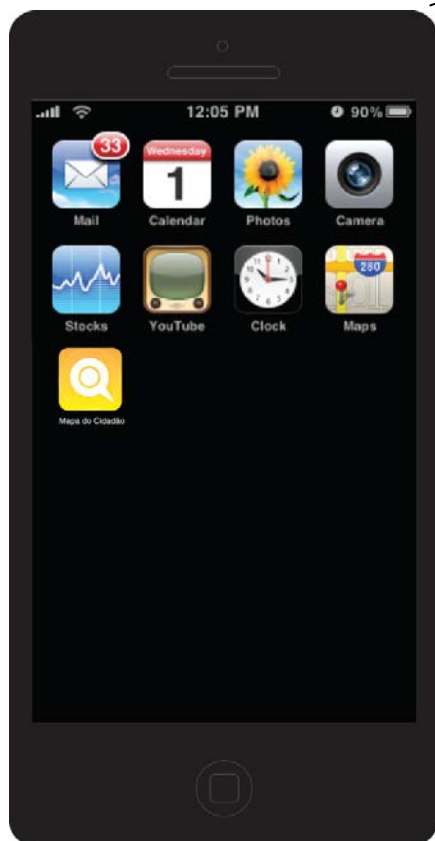 12:05 PM 90%
33
Wednesday
1
280
Mail Calendar Photos Camera
Stocks YouTube Clock Maps
Mapa do Cidadão